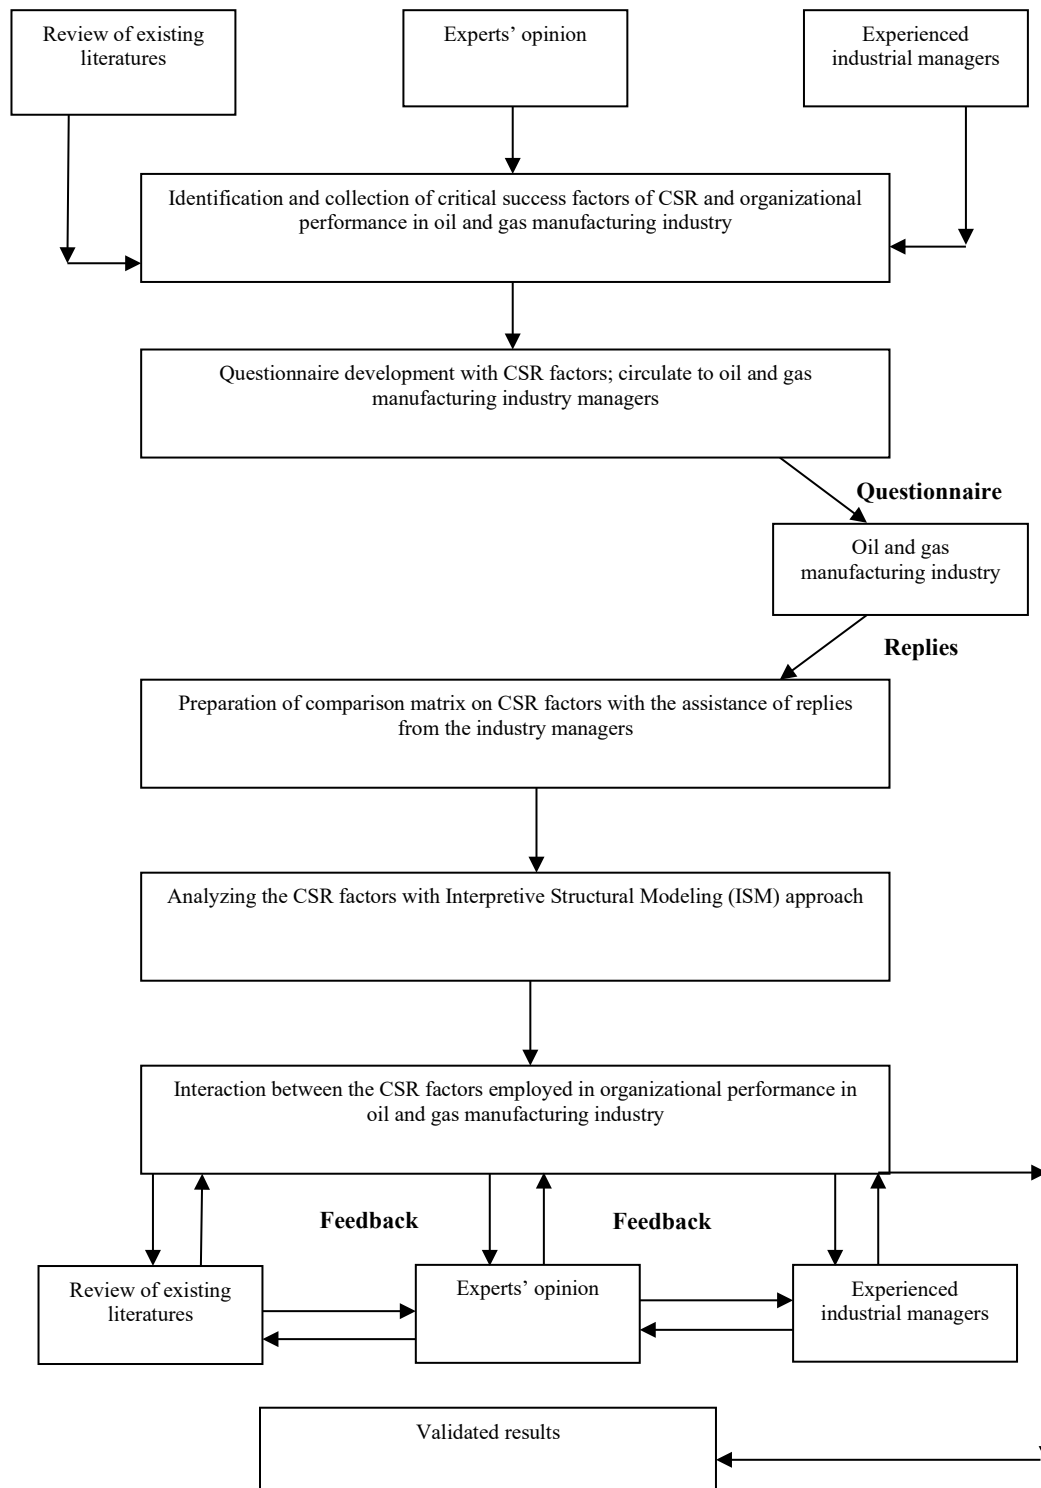 Review of existing
literatures
Experts’ opinion
Experienced
industrial managers
Identification and collection of critical success factors of CSR and organizational
performance in oil and gas manufacturing industry
Questionnaire development with CSR factors; circulate to oil and gas
manufacturing industry managers
Questionnaire
Oil and gas
manufacturing industry
Replies
Preparation of comparison matrix on CSR factors with the assistance of replies
from the industry managers
Analyzing the CSR factors with Interpretive Structural Modeling (ISM) approach
Interaction between the CSR factors employed in organizational performance in
oil and gas manufacturing industry
Feedback
Feedback
Review of existing
literatures
Experts’ opinion
Experienced
industrial managers
Validated results